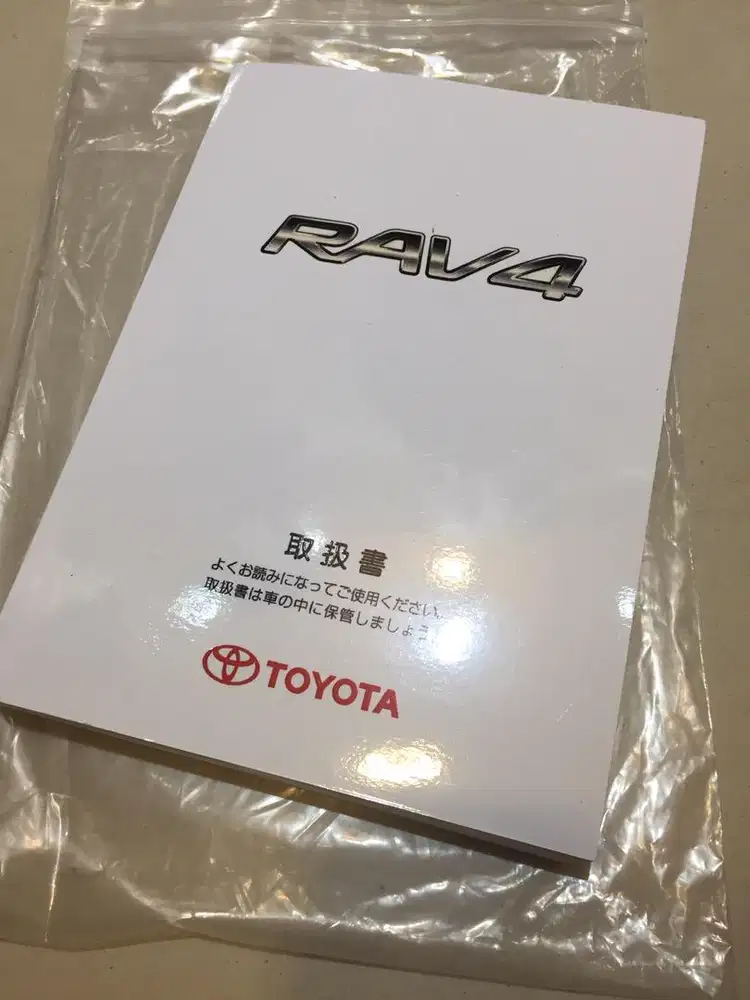 RAV4
取扱書
よくお読みになってご使用ください。
取扱書は車の中に保管しましょう
TOYOTA